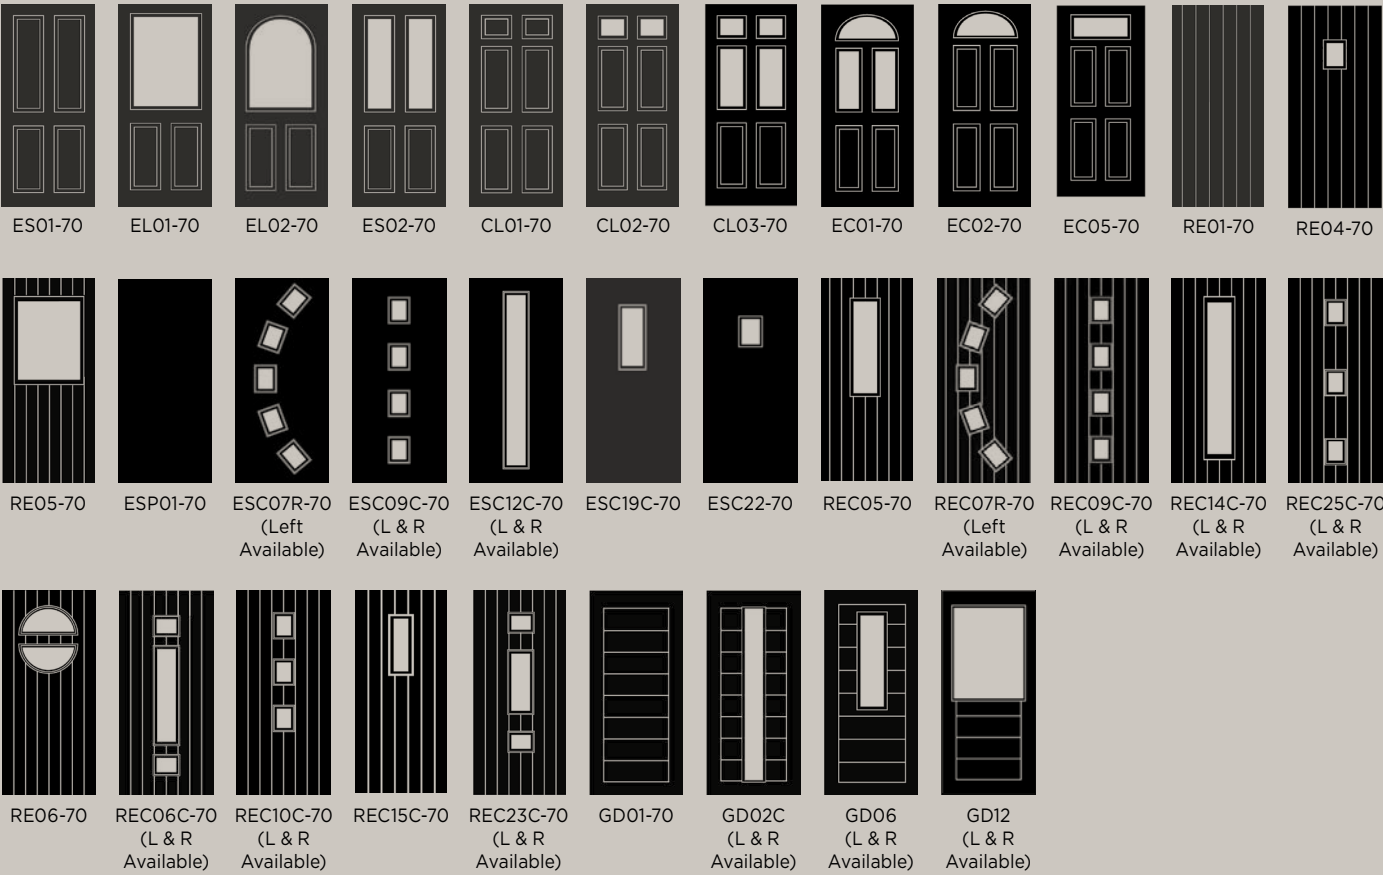 ES01-70
EL01-70
EL02-70
ES02-70
CL01-70
CL02-70
CL03-70
EC01-70
EC02-70
EC05-70
RE01-70
RE04-70
RE05-70
ESP01-70
ESC07R-70
(Left
Available)
ESC09C-70
(L & R
Available)
ESC12C-70
(L & R
Available)
ESC19C-70
ESC22-70
REC05-70
REC07R-70
(Left
Available)
REC09C-70
(L & R
Available)
REC14C-70
(L & R
Available)
REC25C-70
(L & R
Available)
RE06-70
REC06C-70
(L & R
Available)
REC10C-70
(L & R
Available)
REC15C-70
REC23C-70
(L & R
Available)
GD01-70
GD02C
(L & R
Available)
GD06
(L & R
Available)
GD12
(L & R
Available)